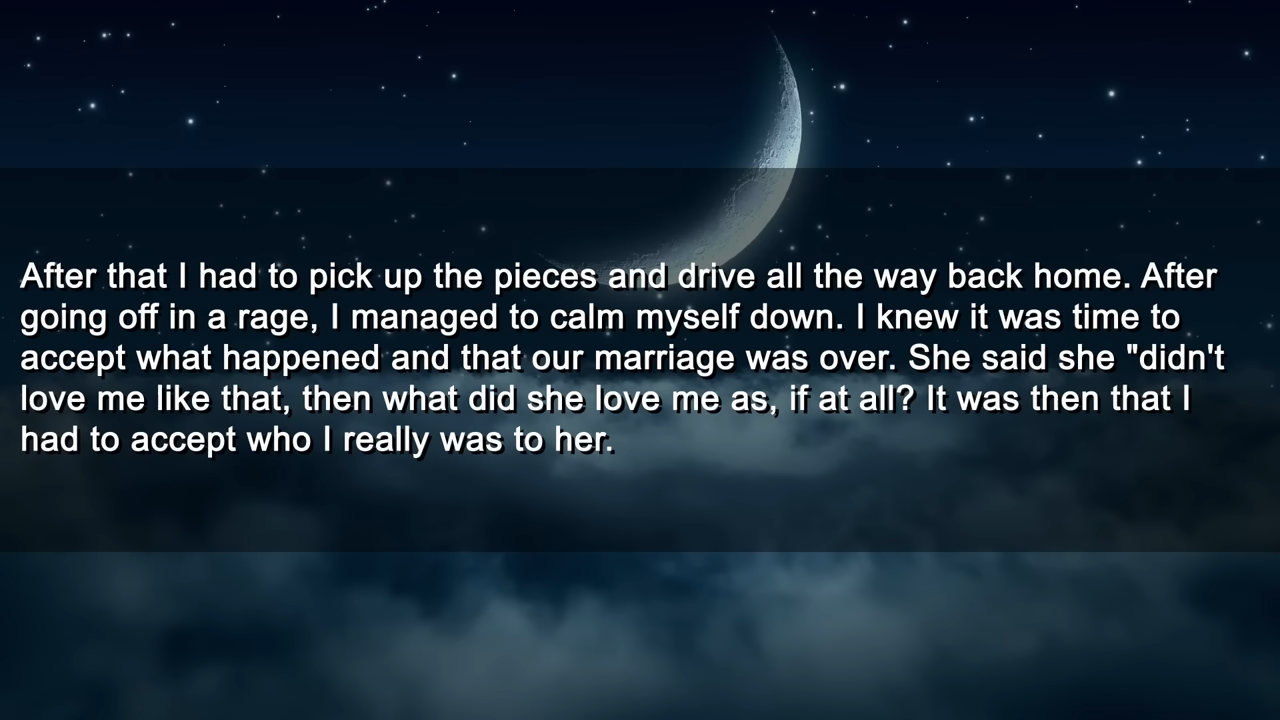 After that I had to pick up the pieces and drive all the way back home. After
going off in a rage, I managed to calm myself down. I knew it was time to
accept what happened and that our marriage was over. She said she "didn't
love me like that, then what did she love me as, if at all? It was then that I
had to accept who I really was to her.